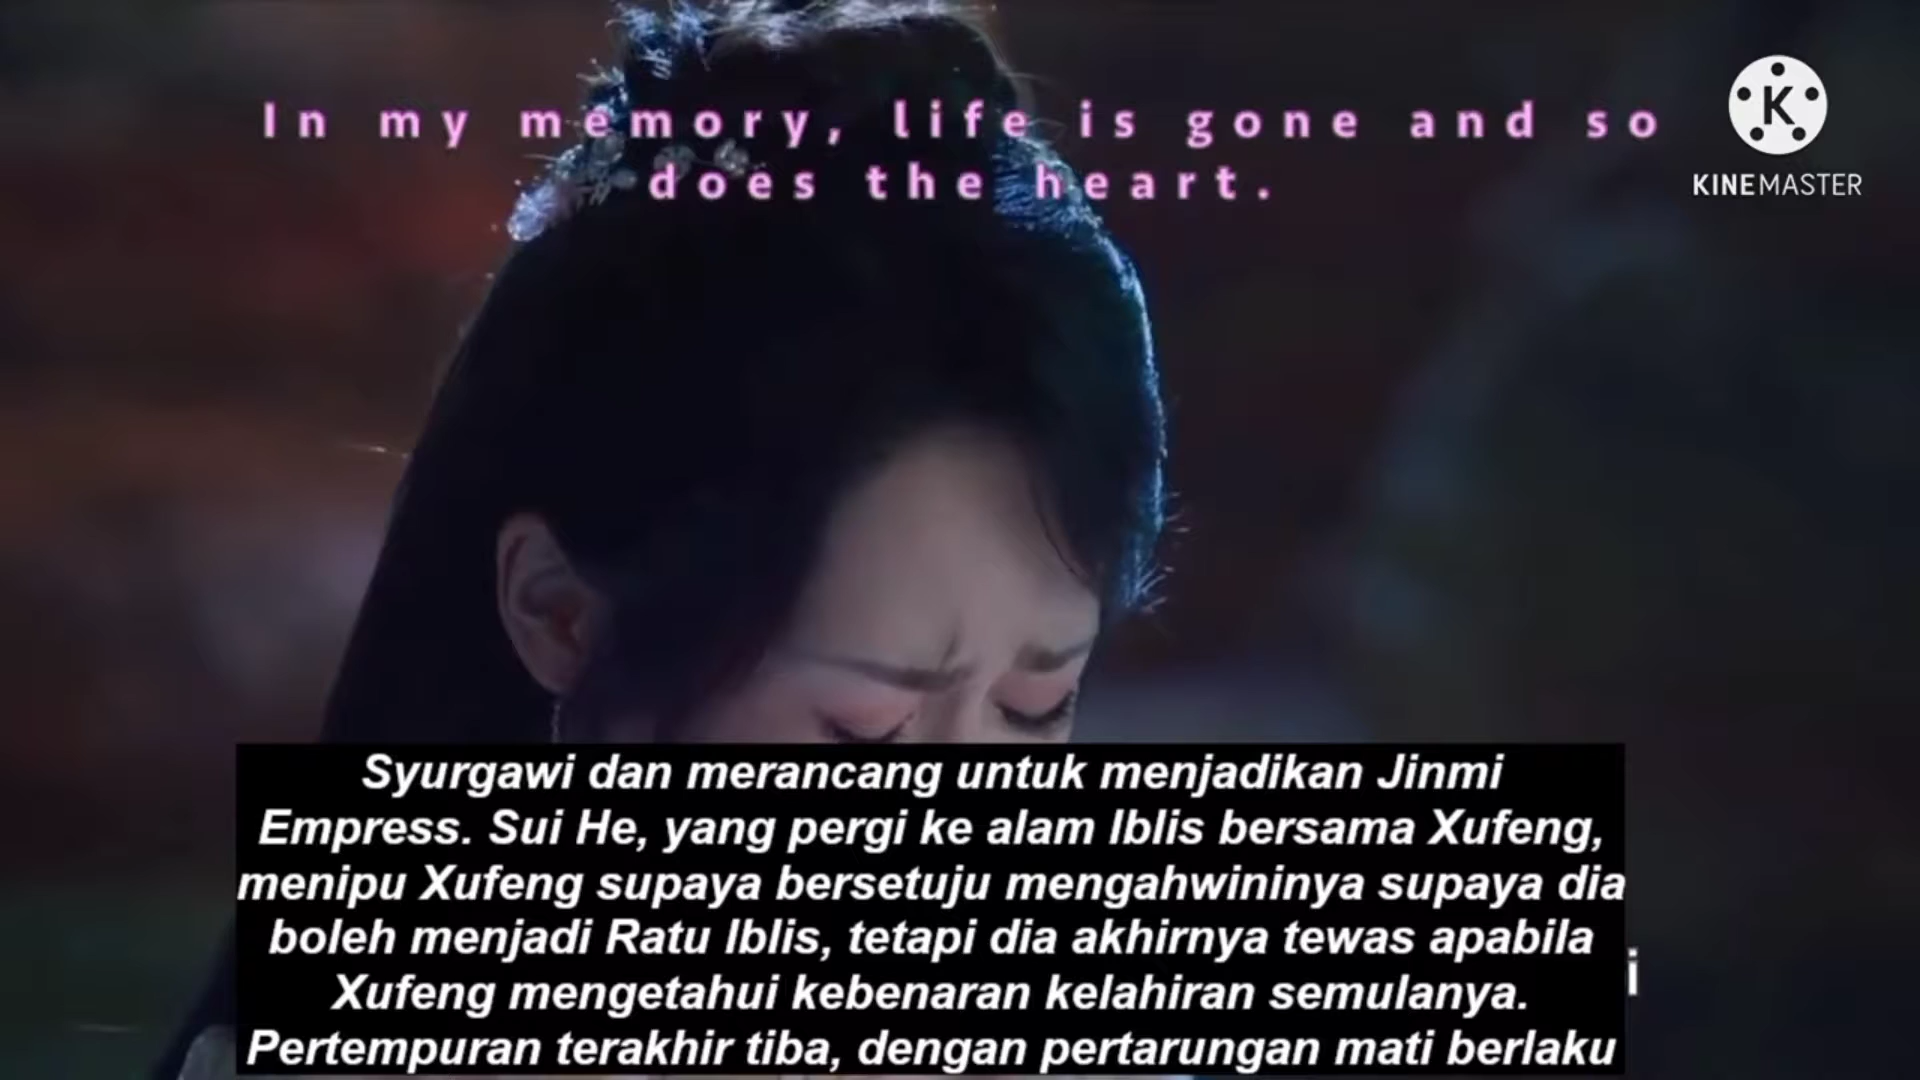 In my memory, life is gone and so
does the heart.
K
KINEMASTER
Syurgawi dan merancang untuk menjadikan Jinmi
Empress. Sui He, yang pergi ke alam Iblis bersama Xufeng,
menipu Xufeng supaya bersetuju mengahwininya supaya dia
boleh menjadi Ratu Iblis, tetapi dia akhirnya tewas apabila
Xufeng mengetahui kebenaran kelahiran semulanya.
i
Pertempuran terakhir tiba, dengan pertarungan mati berlaku